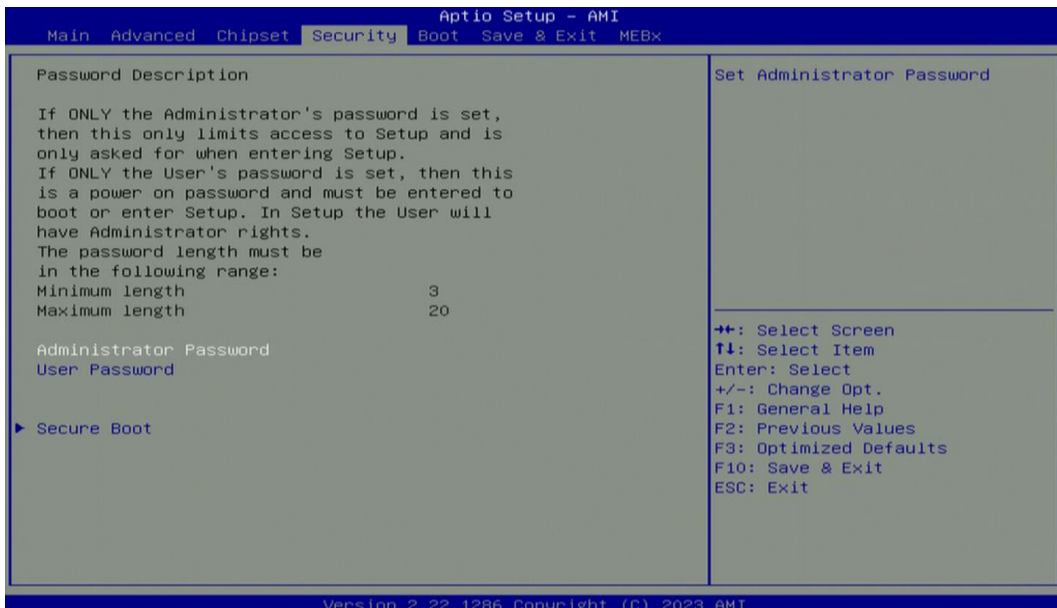 Aptio Setup - AMI
Main Advanced Chipset Security Boot Save & Exit MEBx
Password Description
If ONLY the Administrator's password is set,
then this only limits access to Setup and is
only asked for when entering Setup.
If ONLY the User's password is set, then this
is a power on password and must be entered to
boot or enter Setup. In Setup the User will
have Administrator rights.
The password length must be
in the following range:
Minimum length 3
Maximum length 20
Administrator Password
User Password
► Secure Boot
Set Administrator Password
→←: Select Screen
↑↓: Select Item
Enter: Select
+/-: Change Opt.
F1: General Help
F2: Previous Values
F3: Optimized Defaults
F10: Save & Exit
ESC: Exit
Version 2.22.1286 Copyright (C) 2023 AMI